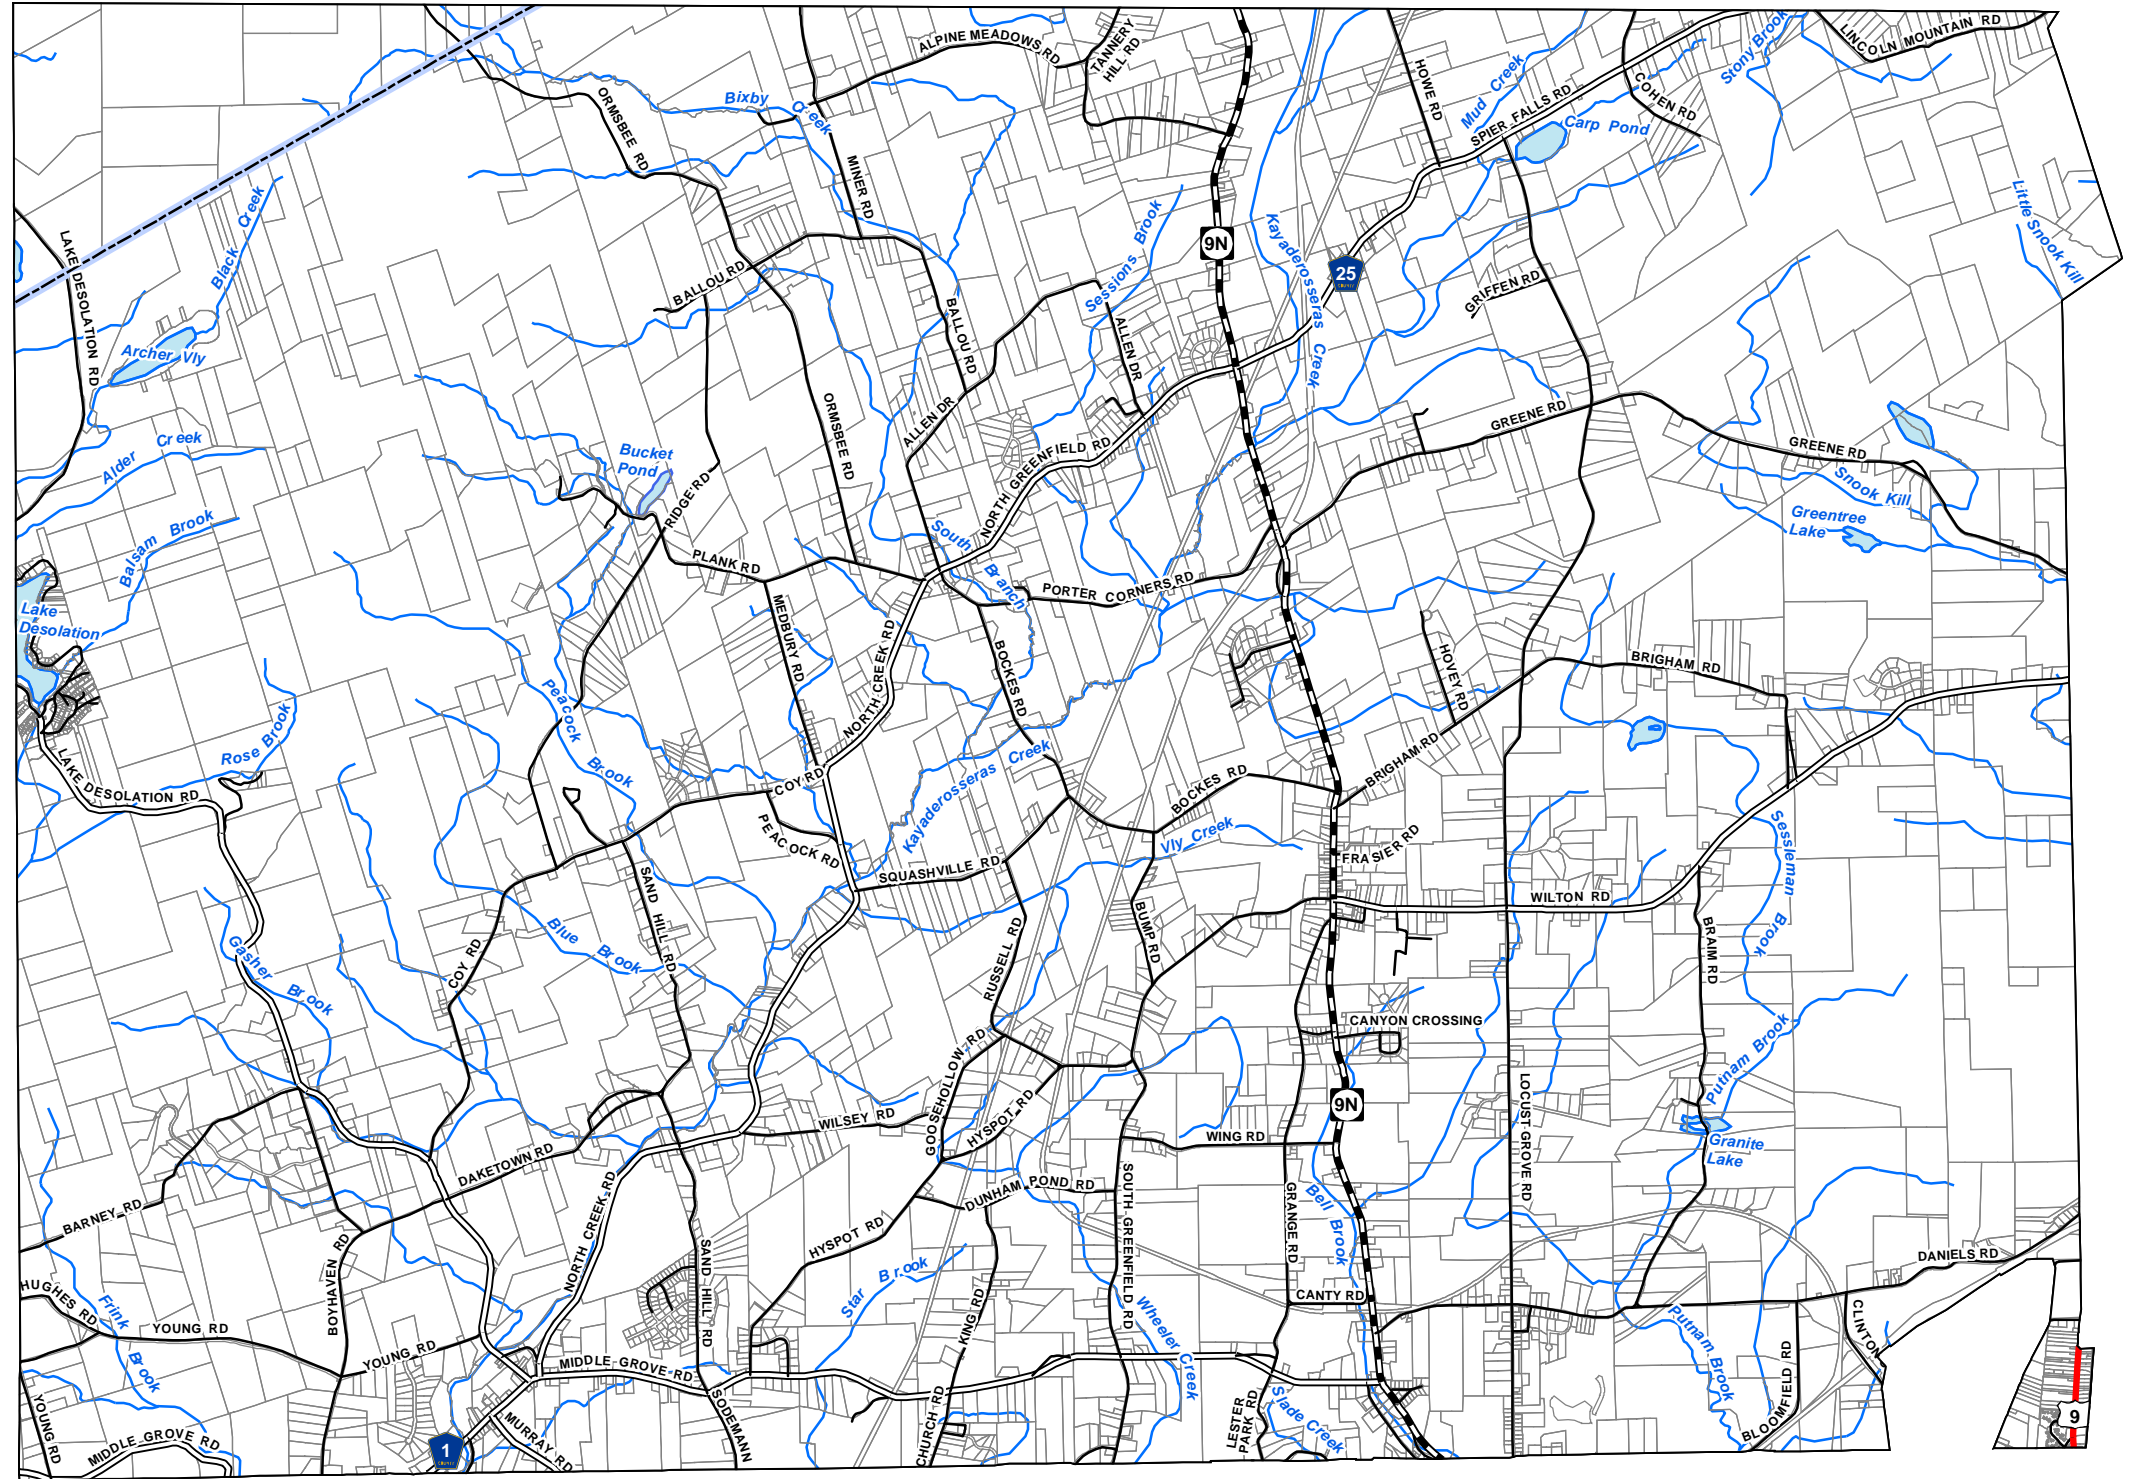 ALPINE MEADOWS RD
TANNERY
HILL RD
LINCOLN MOUNTAIN RD
Stony Brook
HOWE RD
Mud Creek
SPIER FALLS RD
COHEN RD
Carp Pond
Bixby Creek
ORMSBEE RD
MINER RD
Black Creek
LAKE DESOLATION RD
Sessions Brook
9N
Kayaderosseras Creek
25
COUNTY
Little Snook Kill
BALLOU RD
GRIFFEN RD
BALLOU RD
ALLEN DR
Archer Vly
ORMSBEE RD
ALLEN DR
GREENE RD
GREENE RD
Alder Creek
Bucket
Pond
RIDGE RD
NORTH GREENFIELD RD
Snook Kill
Greentree
Lake
Balsam Brook
South Branch
PLANK RD
PORTER CORNERS RD
Lake
Desolation
MEDBURY RD
NORTH CREEK RD
BOCKES RD
HOVEY RD
BRIGHAM RD
Peacock Brook
Rose Brook
LAKE DESOLATION RD
COY RD
PEACOCK RD
Kayaderosseras Creek
BOCKES RD
BRIGHAM RD
Vly Creek
FRASIER RD
Sessleman Brook
SQUASHVILLE RD
SAND HILL RD
WILTON RD
BUMP RD
BRAIM RD
Gasher Brook
COY RD
Blue Brook
RUSSELL RD
CANYON CROSSING
GOOSEHOLLOW RD
HYSPOT RD
WILSEY RD
9N
WING RD
LOCUST GROVE RD
Putnam Brook
Granite
Lake
DAKETOWN RD
BARNEY RD
BOYHAVEN RD
NORTH CREEK RD
SAND HILL RD
HYSPOT RD
DUNHAM POND RD
SOUTH GREENFIELD RD
GRANGE RD
Bell Brook
DANIELS RD
HUGHES RD
Frink Brook
YOUNG RD
YOUNG RD
Star Brook
KING RD
CANTY RD
Wheeler Creek
Putnam Brook
CLINTON
BLOOMFIELD RD
MIDDLE GROVE RD
SODEMANN
CHURCH RD
LESTER
PARK RD
Slade Creek
YOUNG RD
MIDDLE GROVE RD
MURRAY RD
1
COUNTY
9